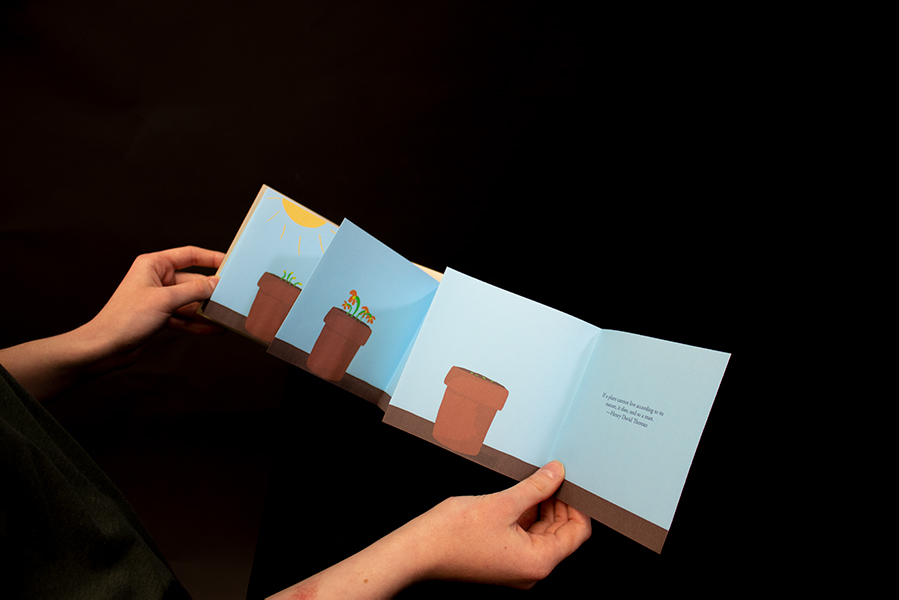 If a plant cannot live according to its
nature, it dies; and so a man.
—Henry David Thoreau